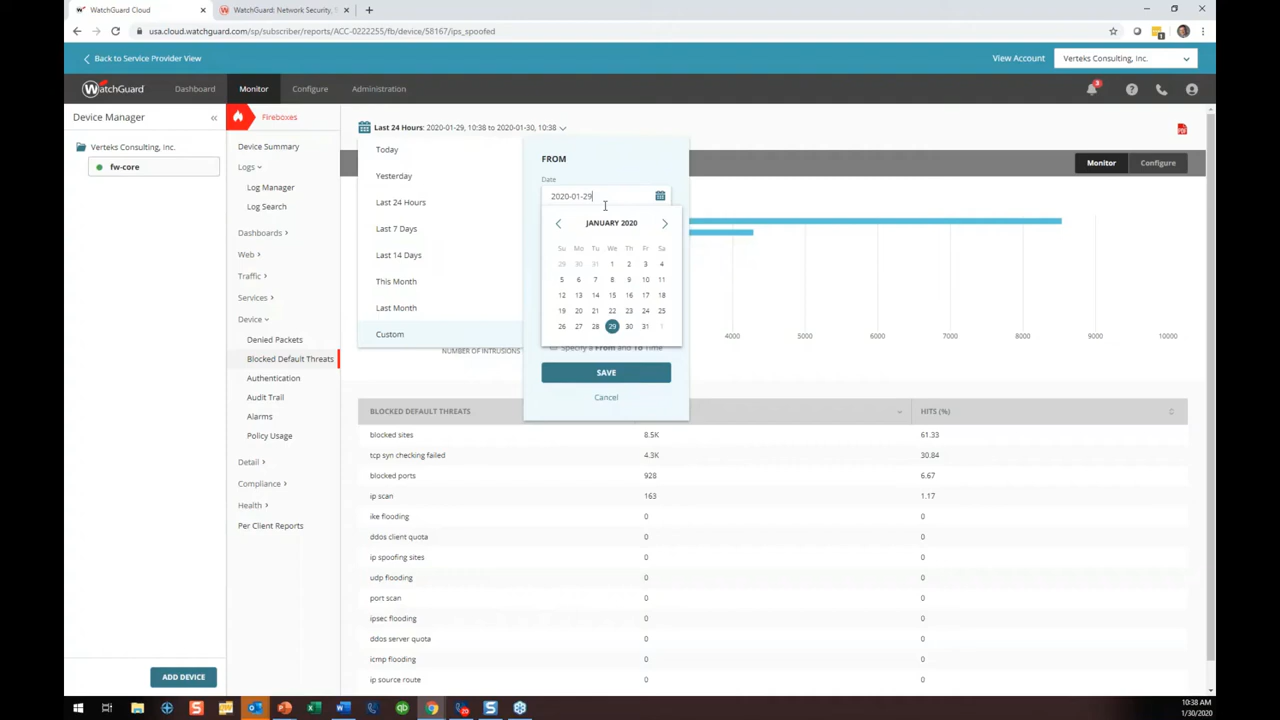 WatchGuard Cloud
WatchGuard: Network Security, S
usa.cloud.watchguard.com/sp/subscriber/reports/ACC-0222255/fb/device/58167/ips_spoofed
Back to Service Provider View
View Account
Verteks Consulting, Inc.
WatchGuard
Dashboard
Monitor
Configure
Administration
3
Device Manager
Fireboxes
Last 24 Hours: 2020-01-29, 10:38 to 2020-01-30, 10:38
Verteks Consulting, Inc.
fw-core
Device Summary
Logs
Log Manager
Log Search
Dashboards
Web
Traffic
Services
Device
Denied Packets
Blocked Default Threats
Authentication
Audit Trail
Alarms
Policy Usage
Detail
Compliance
Health
Per Client Reports
ADD DEVICE
Today
Yesterday
Last 24 Hours
Last 7 Days
Last 14 Days
This Month
Last Month
Custom
FROM
Date
2020-01-29
JANUARY 2020
Su Mo Tu We Th Fr Sa
29 30 31 1 2 3 4
5 6 7 8 9 10 11
12 13 14 15 16 17 18
19 20 21 22 23 24 25
26 27 28 29 30 31 1
Specify a From and To Time
SAVE
Cancel
Monitor
Configure
4000 5000 6000 7000 8000 9000 10000
NUMBER OF INTRUSIONS
BLOCKED DEFAULT THREATS HITS (%)
blocked sites 8.5K 61.33
tcp syn checking failed 4.3K 30.84
blocked ports 928 6.67
ip scan 163 1.17
ike flooding 0 0
ddos client quota 0 0
ip spoofing sites 0 0
udp flooding 0 0
port scan 0 0
ipsec flooding 0 0
ddos server quota 0 0
icmp flooding 0 0
ip source route 0 0
10:38 AM
1/30/2020